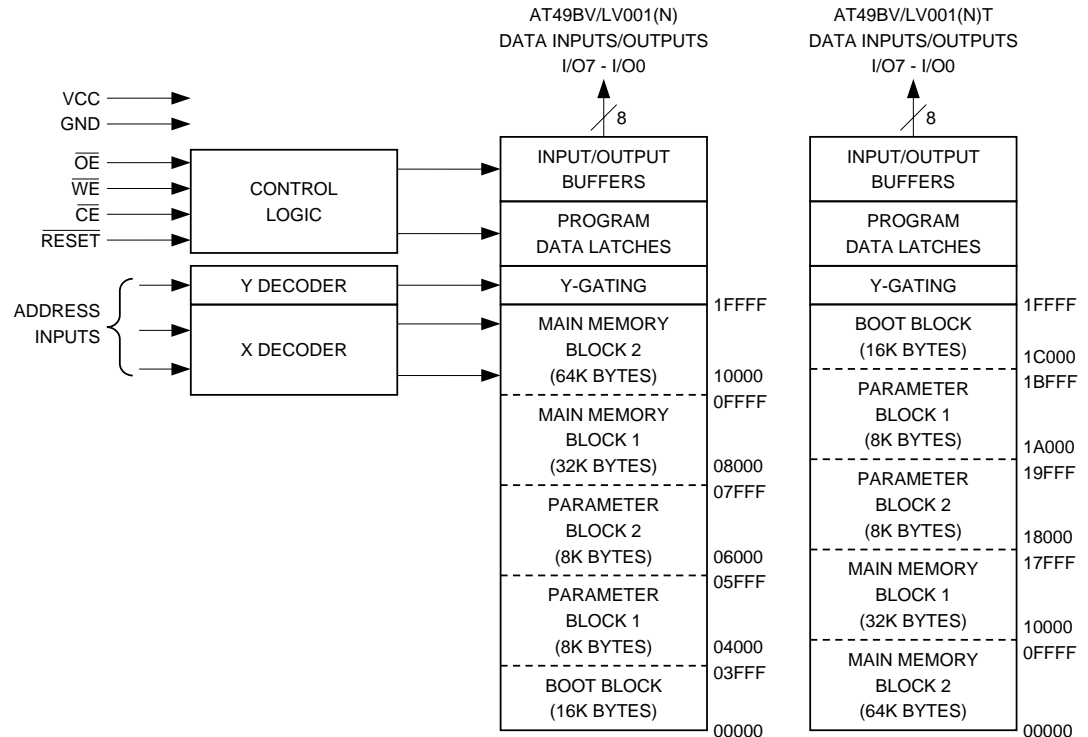 AT49BV/LV001(N)
DATA INPUTS/OUTPUTS
I/O7 - I/O0
8
AT49BV/LV001(N)T
DATA INPUTS/OUTPUTS
I/O7 - I/O0
8
VCC
GND
OE
WE
CE
RESET
CONTROL
LOGIC
ADDRESS
INPUTS
Y DECODER
X DECODER
INPUT/OUTPUT
BUFFERS
PROGRAM
DATA LATCHES
Y-GATING
1FFFF
MAIN MEMORY
BLOCK 2
(64K BYTES)
10000
0FFFF
MAIN MEMORY
BLOCK 1
(32K BYTES)
08000
07FFF
PARAMETER
BLOCK 2
(8K BYTES)
06000
05FFF
PARAMETER
BLOCK 1
(8K BYTES)
04000
03FFF
BOOT BLOCK
(16K BYTES)
00000
INPUT/OUTPUT
BUFFERS
PROGRAM
DATA LATCHES
Y-GATING
1FFFF
BOOT BLOCK
(16K BYTES)
1C000
1BFFF
PARAMETER
BLOCK 1
(8K BYTES)
1A000
19FFF
PARAMETER
BLOCK 2
(8K BYTES)
18000
17FFF
MAIN MEMORY
BLOCK 1
(32K BYTES)
10000
0FFFF
MAIN MEMORY
BLOCK 2
(64K BYTES)
00000